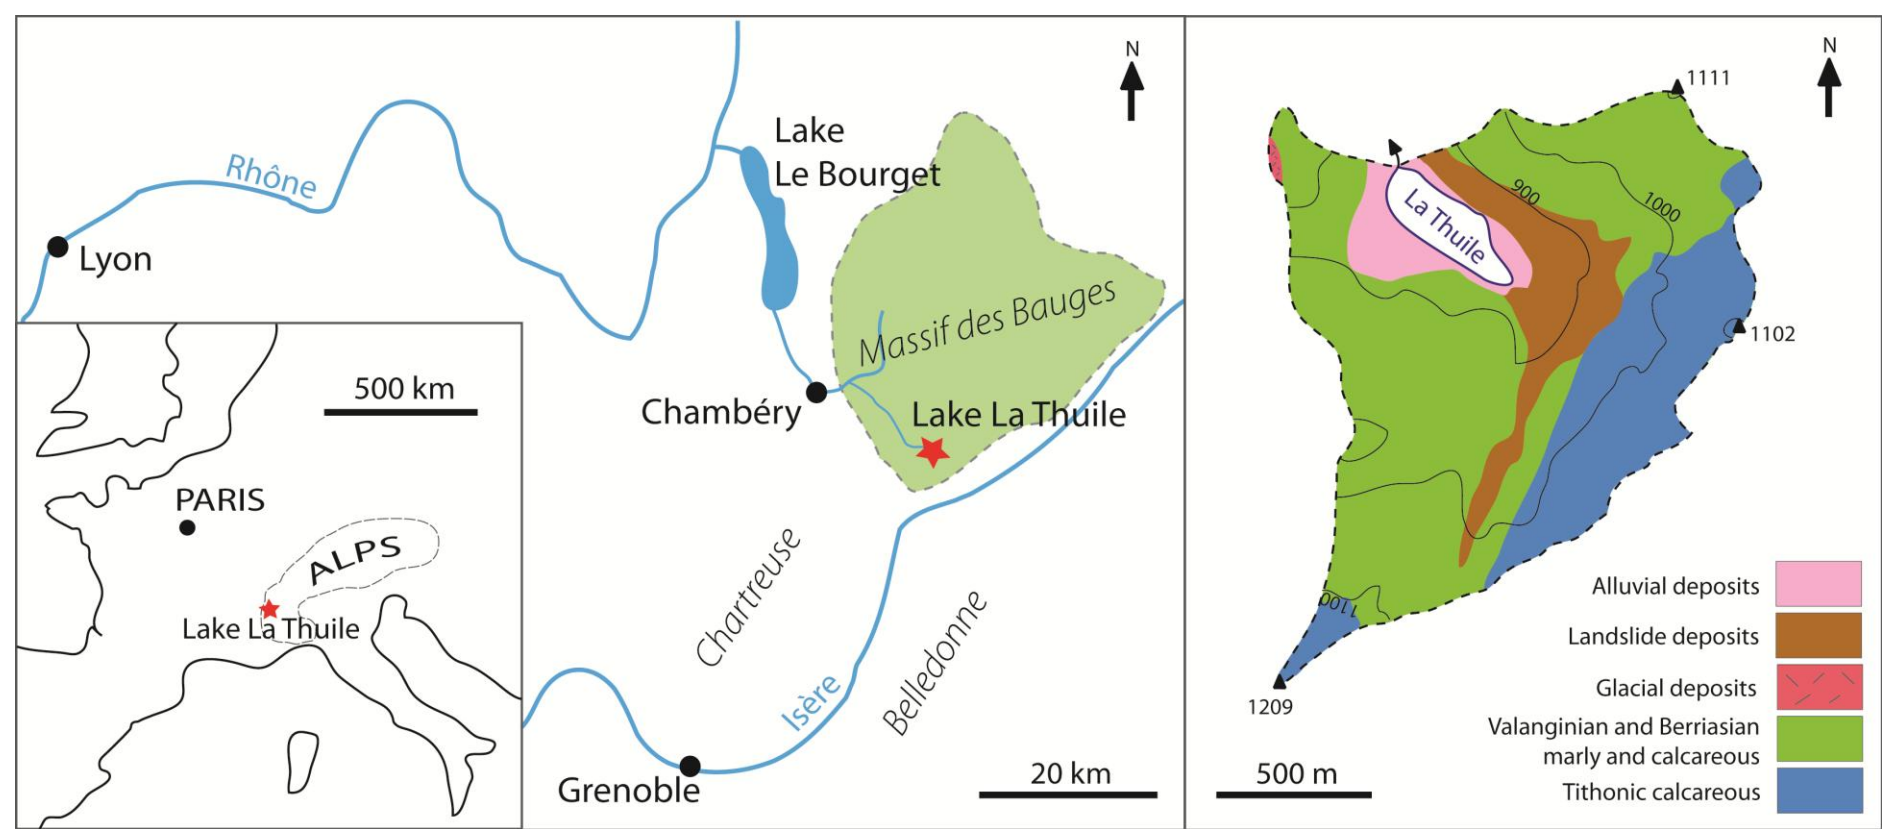 N
Lake
Le Bourget
Rhône
Lyon
Massif des Bauges
Chambéry
Lake La Thuile
500 km
PARIS
ALPS
Lake La Thuile
Chartreuse
Belledonne
Isère
Grenoble
20 km
N
1111
900
1000
La Thuile
1102
1100
1209
500 m
Alluvial deposits
Landslide deposits
Glacial deposits
Valanginian and Berriasian
marly and calcareous
Tithonic calcareous